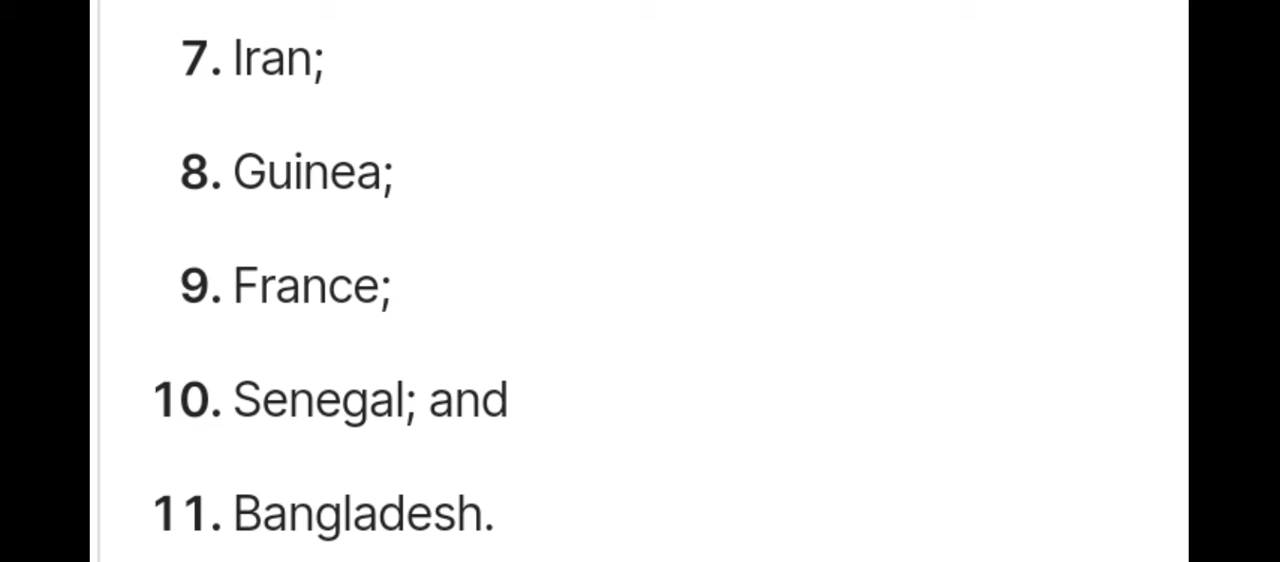 7. Iran;
8. Guinea;
9. France;
10. Senegal; and
11. Bangladesh.